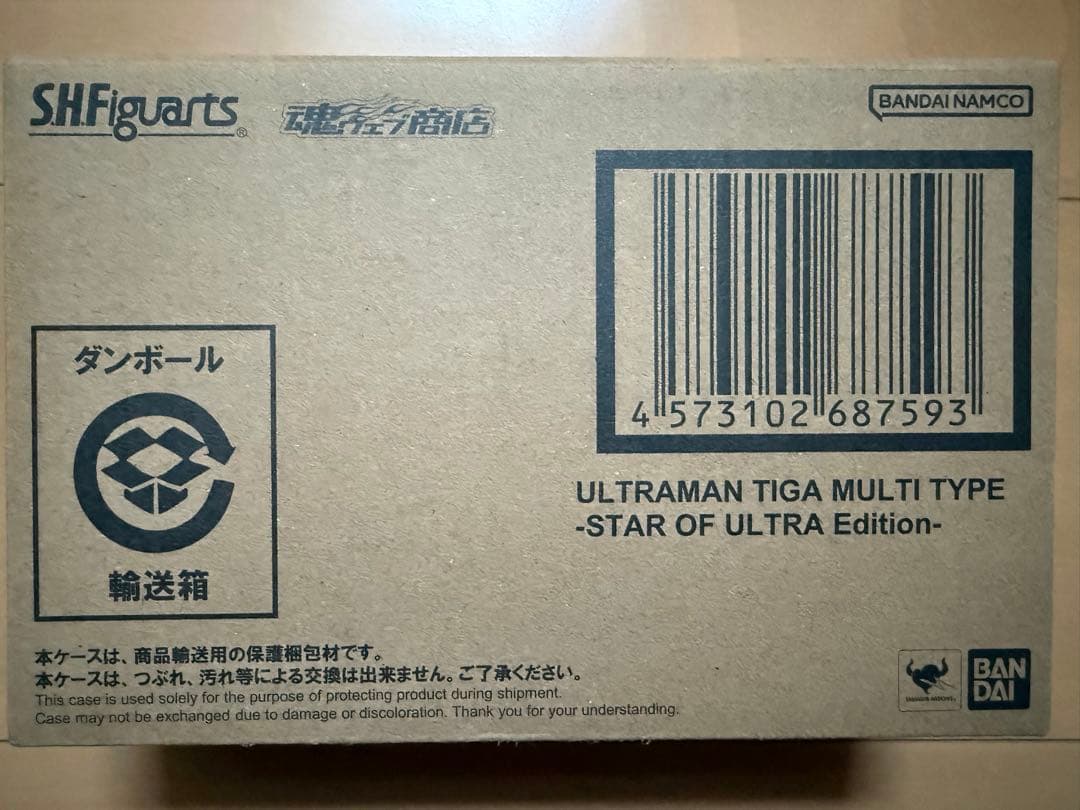 S.H.Figuarts®
魂ウェブ商店
BANDAI NAMCO
4 573102 687593
ULTRAMAN TIGA MULTI TYPE
-STAR OF ULTRA Edition-
ダンボール
輸送箱
本ケースは、商品輸送用の保護梱包材です。
本ケースは、つぶれ、汚れ等による交換は出来ません。ご了承ください。
This case is used solely for the purpose of protecting product during shipment.
Case may not be exchanged due to damage or discoloration. Thank you for your understanding.
TAMASHII NATIONS
BAN
DAI